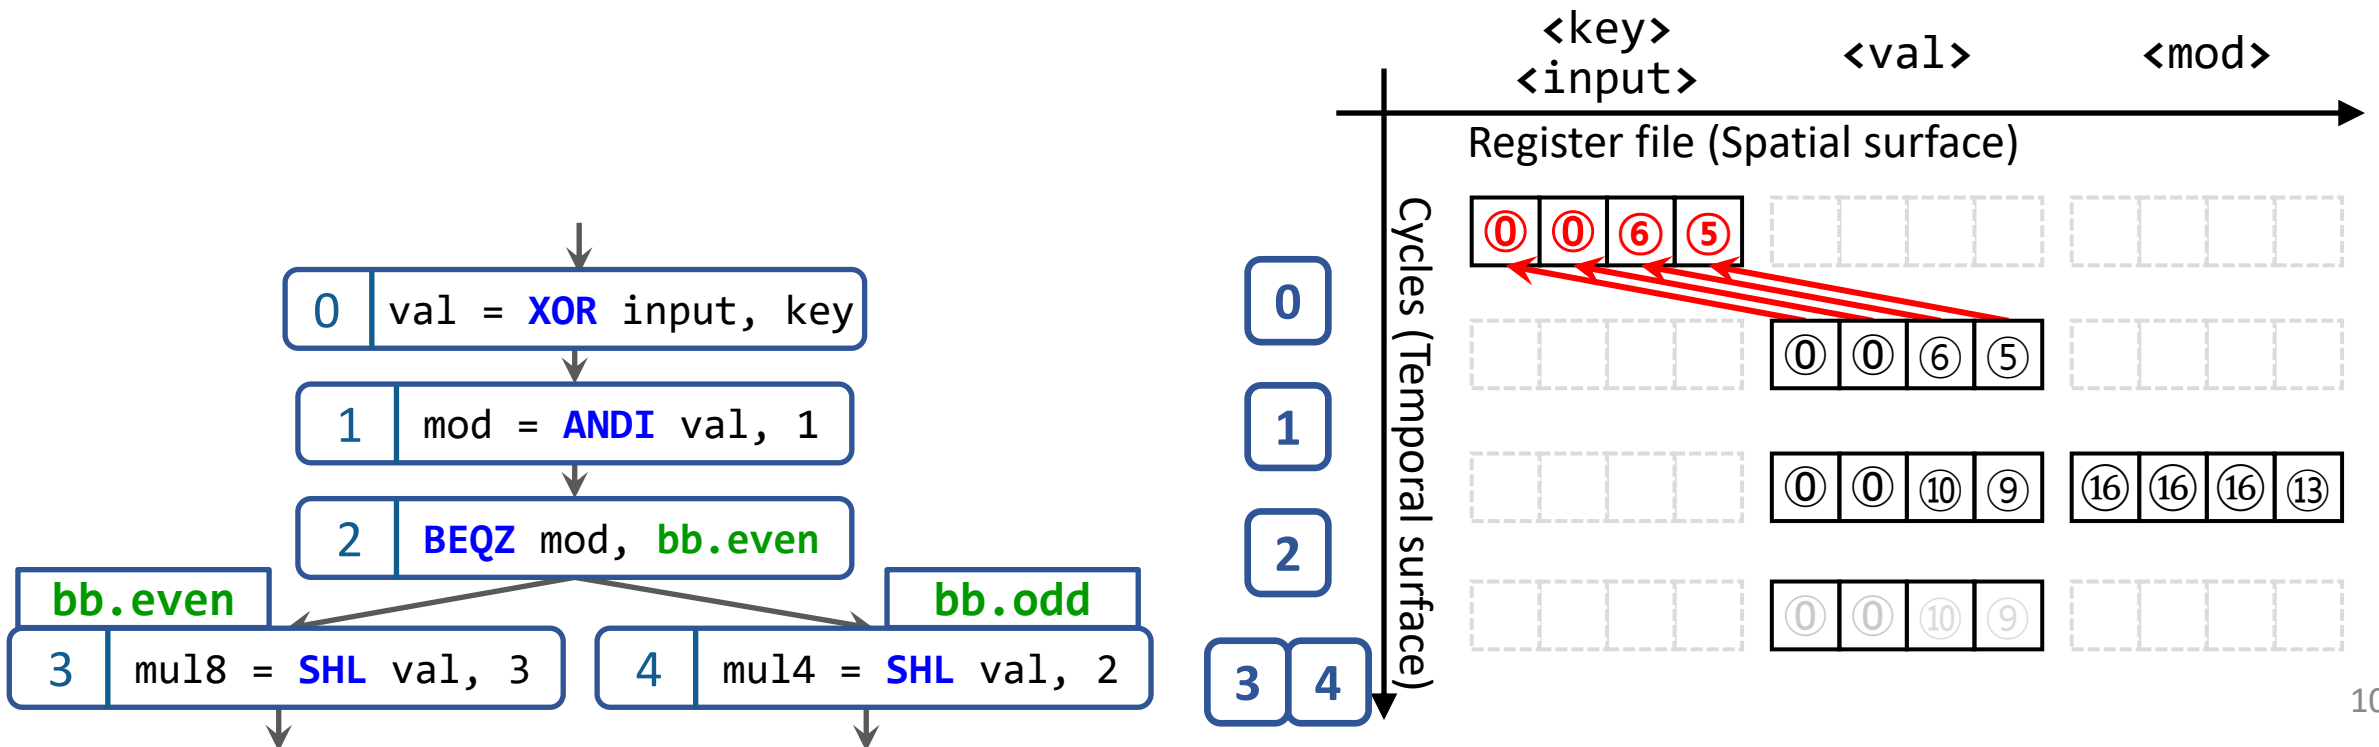 0 val = XOR input, key
1 mod = ANDI val, 1
2 BEQZ mod, bb.even
bb.even
bb.odd
3 mul8 = SHL val, 3
4 mul4 = SHL val, 2
<key>
<input>
<val>
<mod>
Register file (Spatial surface)
Cycles (Temporal surface)
0
1
2
3 4
⓪ ⓪ ⑥ ⑤
⓪ ⓪ ⑥ ⑤
⓪ ⓪ ⑩ ⑨ ⑯ ⑯ ⑯ ⑬
⓪ ⓪ ⑩ ⑨
10